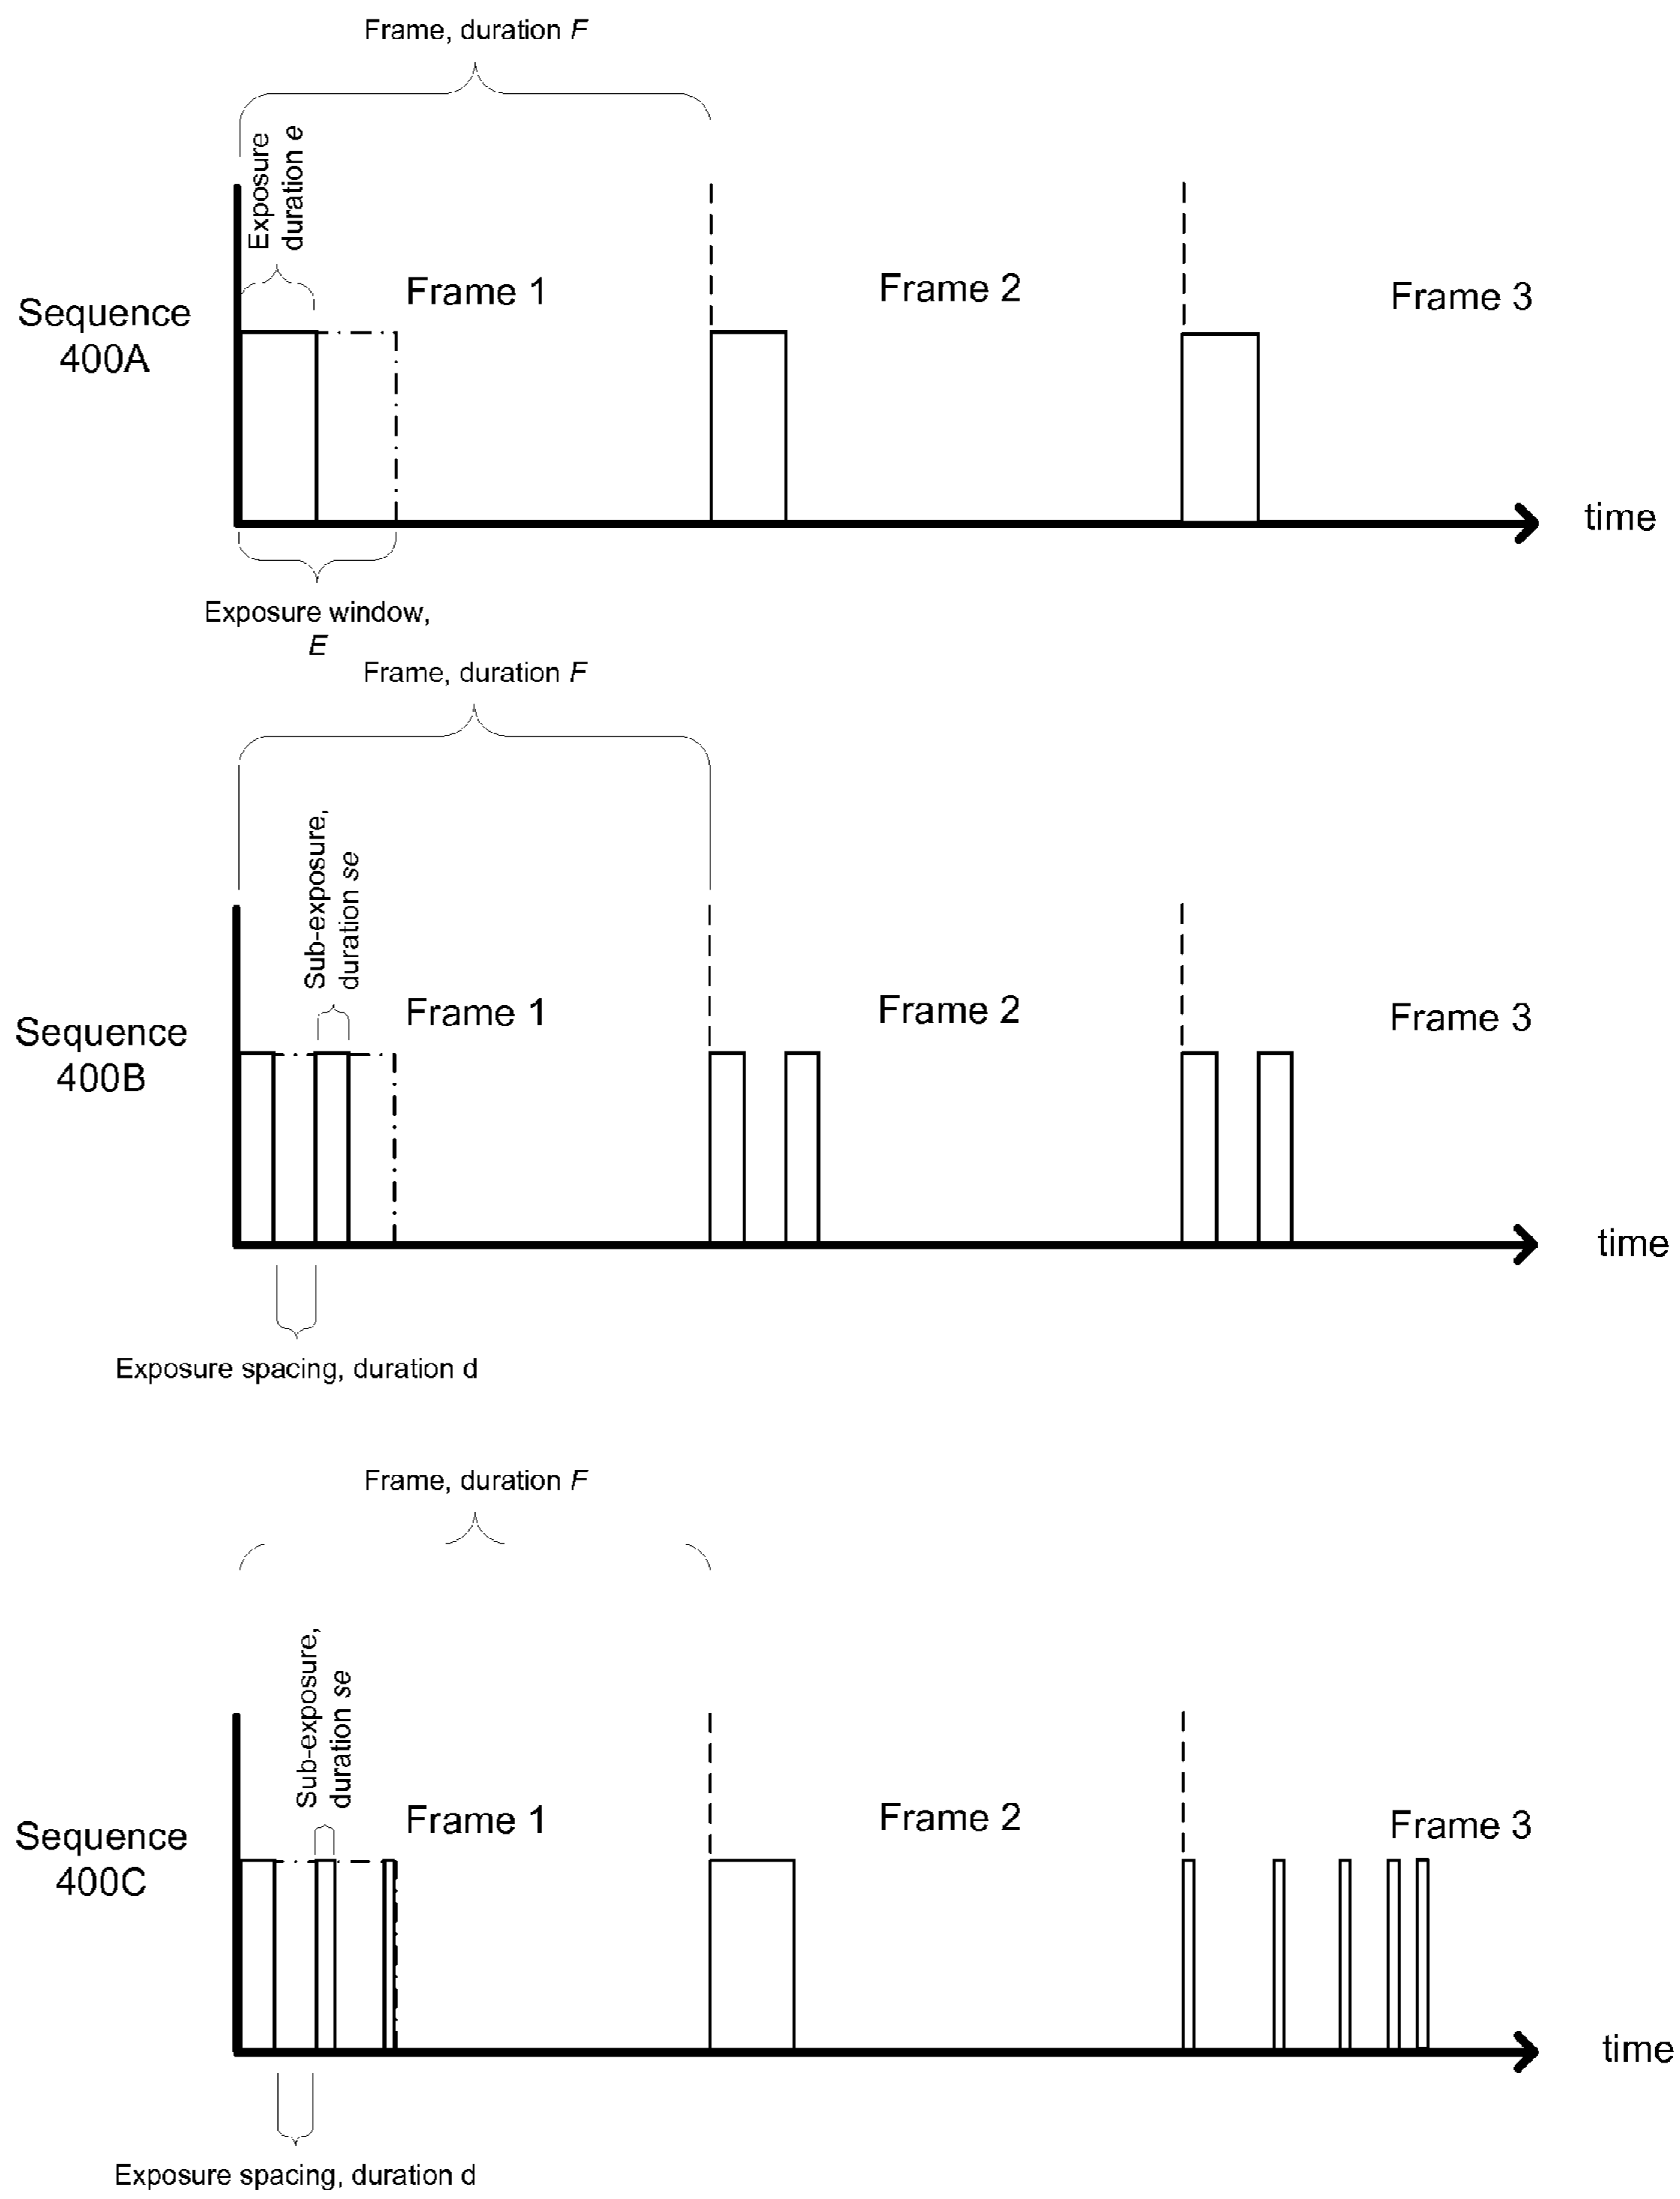 Frame, duration F
Exposure
duration e
Sequence
400A
Frame 1
Frame 2
Frame 3
time
Exposure window,
E
Frame, duration F
Sub-exposure,
duration se
Sequence
400B
Frame 1
Frame 2
Frame 3
time
Exposure spacing, duration d
Frame, duration F
Sub-exposure,
duration se
Sequence
400C
Frame 1
Frame 2
Frame 3
time
Exposure spacing, duration d